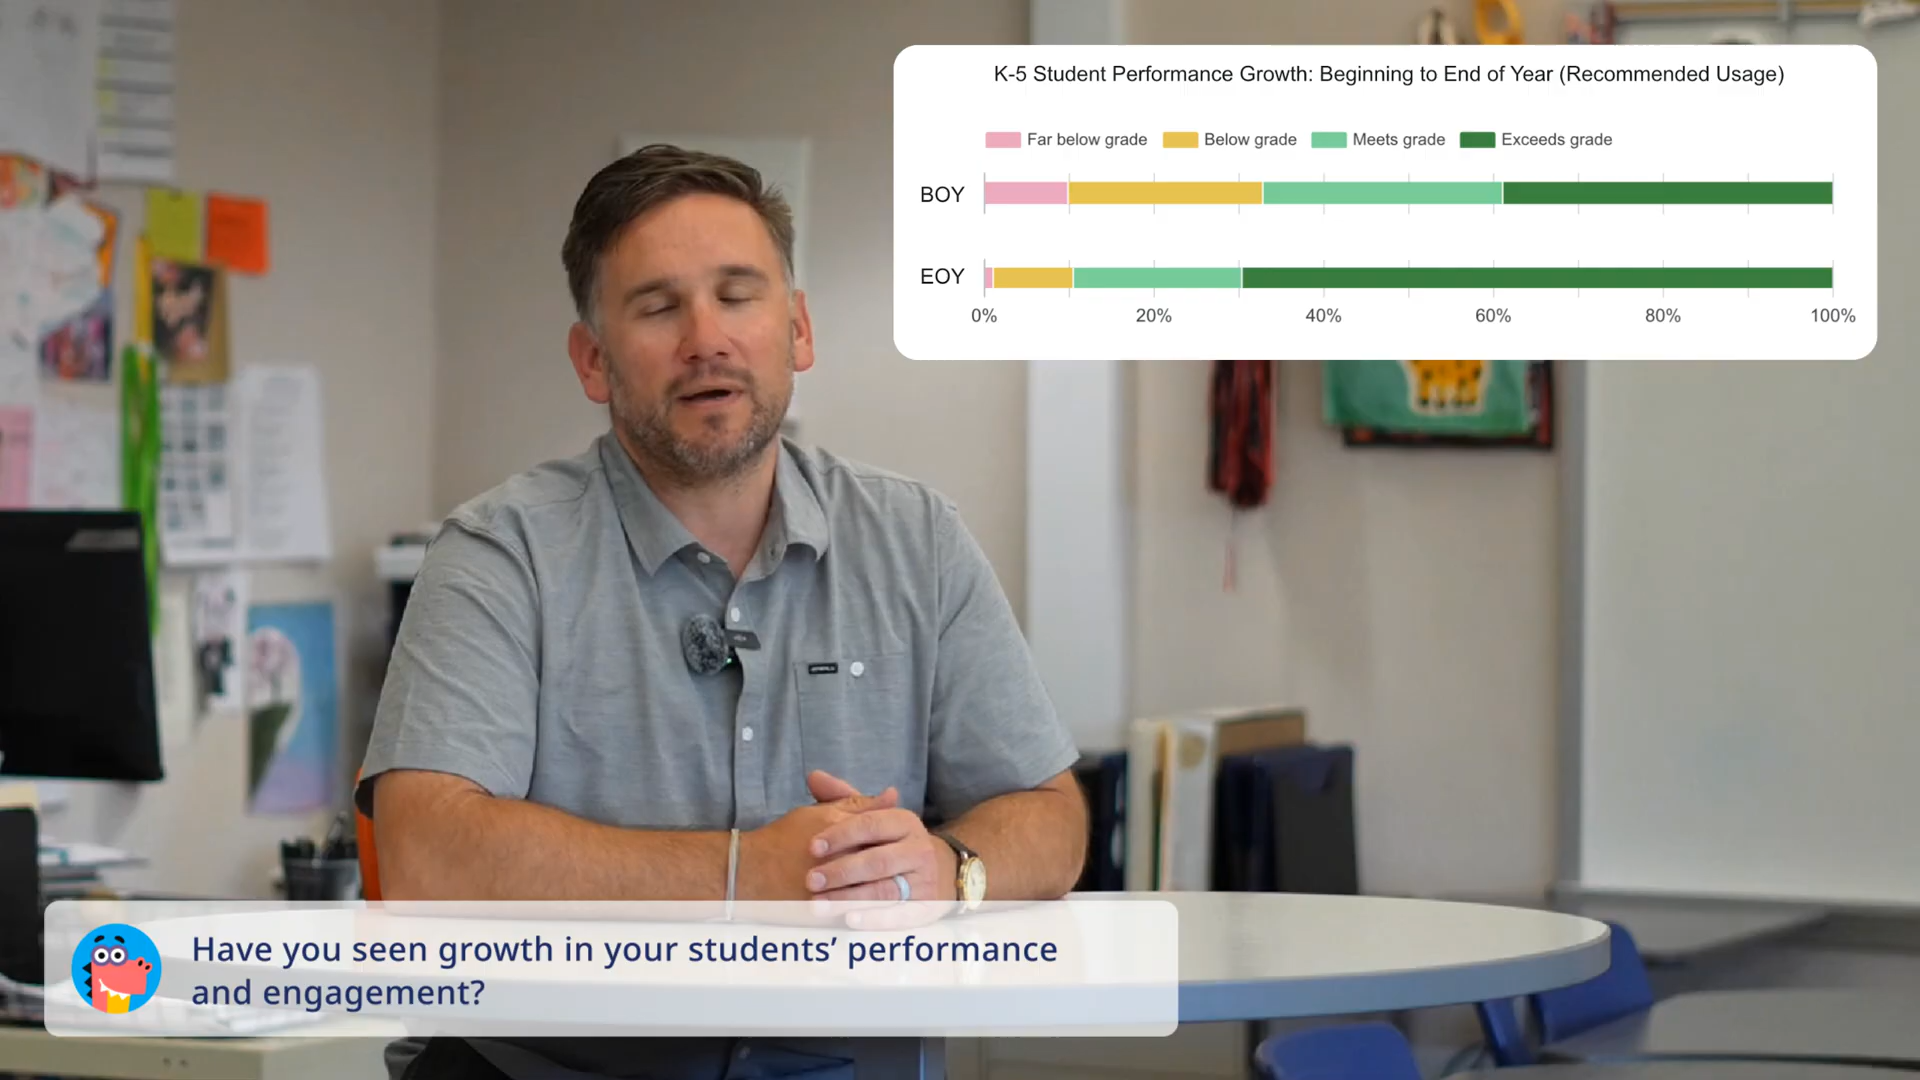 K-5 Student Performance Growth: Beginning to End of Year (Recommended Usage)
Far below grade Below grade Meets grade Exceeds grade
BOY
EOY
0% 20% 40% 60% 80% 100%
Have you seen growth in your students’ performance
and engagement?